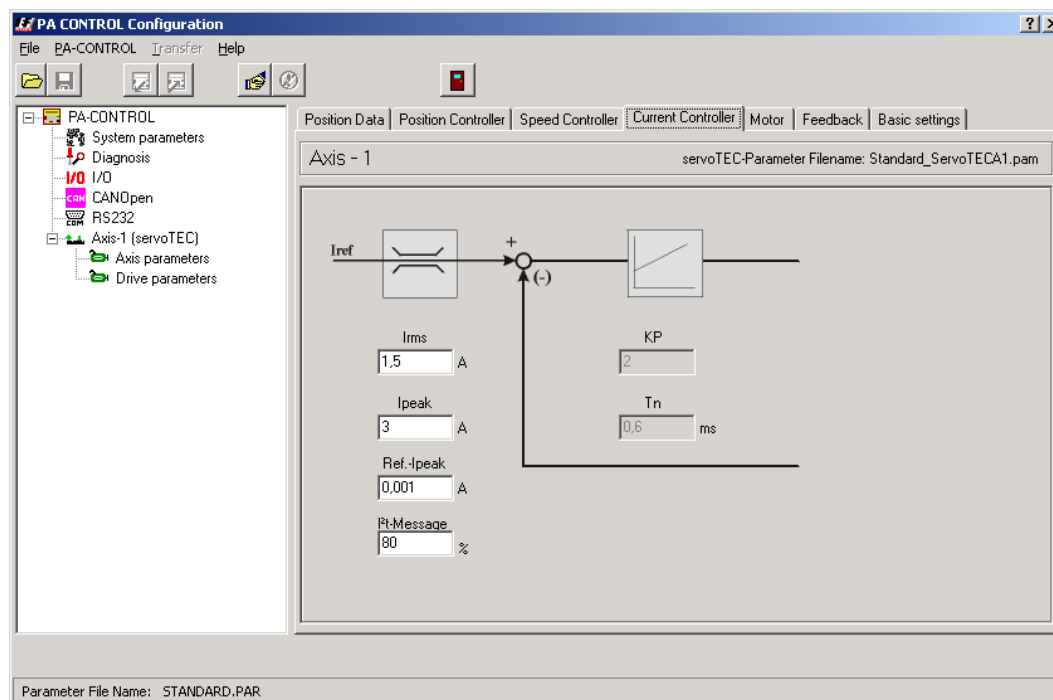 PA CONTROL Configuration
File PA-CONTROL Transfer Help
PA-CONTROL
System parameters
Diagnosis
I/O I/O
CAN CANOpen
COM RS232
Axis-1 (servoTEC)
Axis parameters
Drive parameters
Position Data Position Controller Speed Controller Current Controller Motor Feedback Basic settings
Axis - 1 servoTEC-Parameter Filename: Standard_ServoTECA1.pam
Iref + (-)
Irms
1,5 A
Ipeak
3 A
Ref.-Ipeak
0,001 A
I²t-Message
80 %
KP
2
Tn
0,6 ms
Parameter File Name: STANDARD.PAR